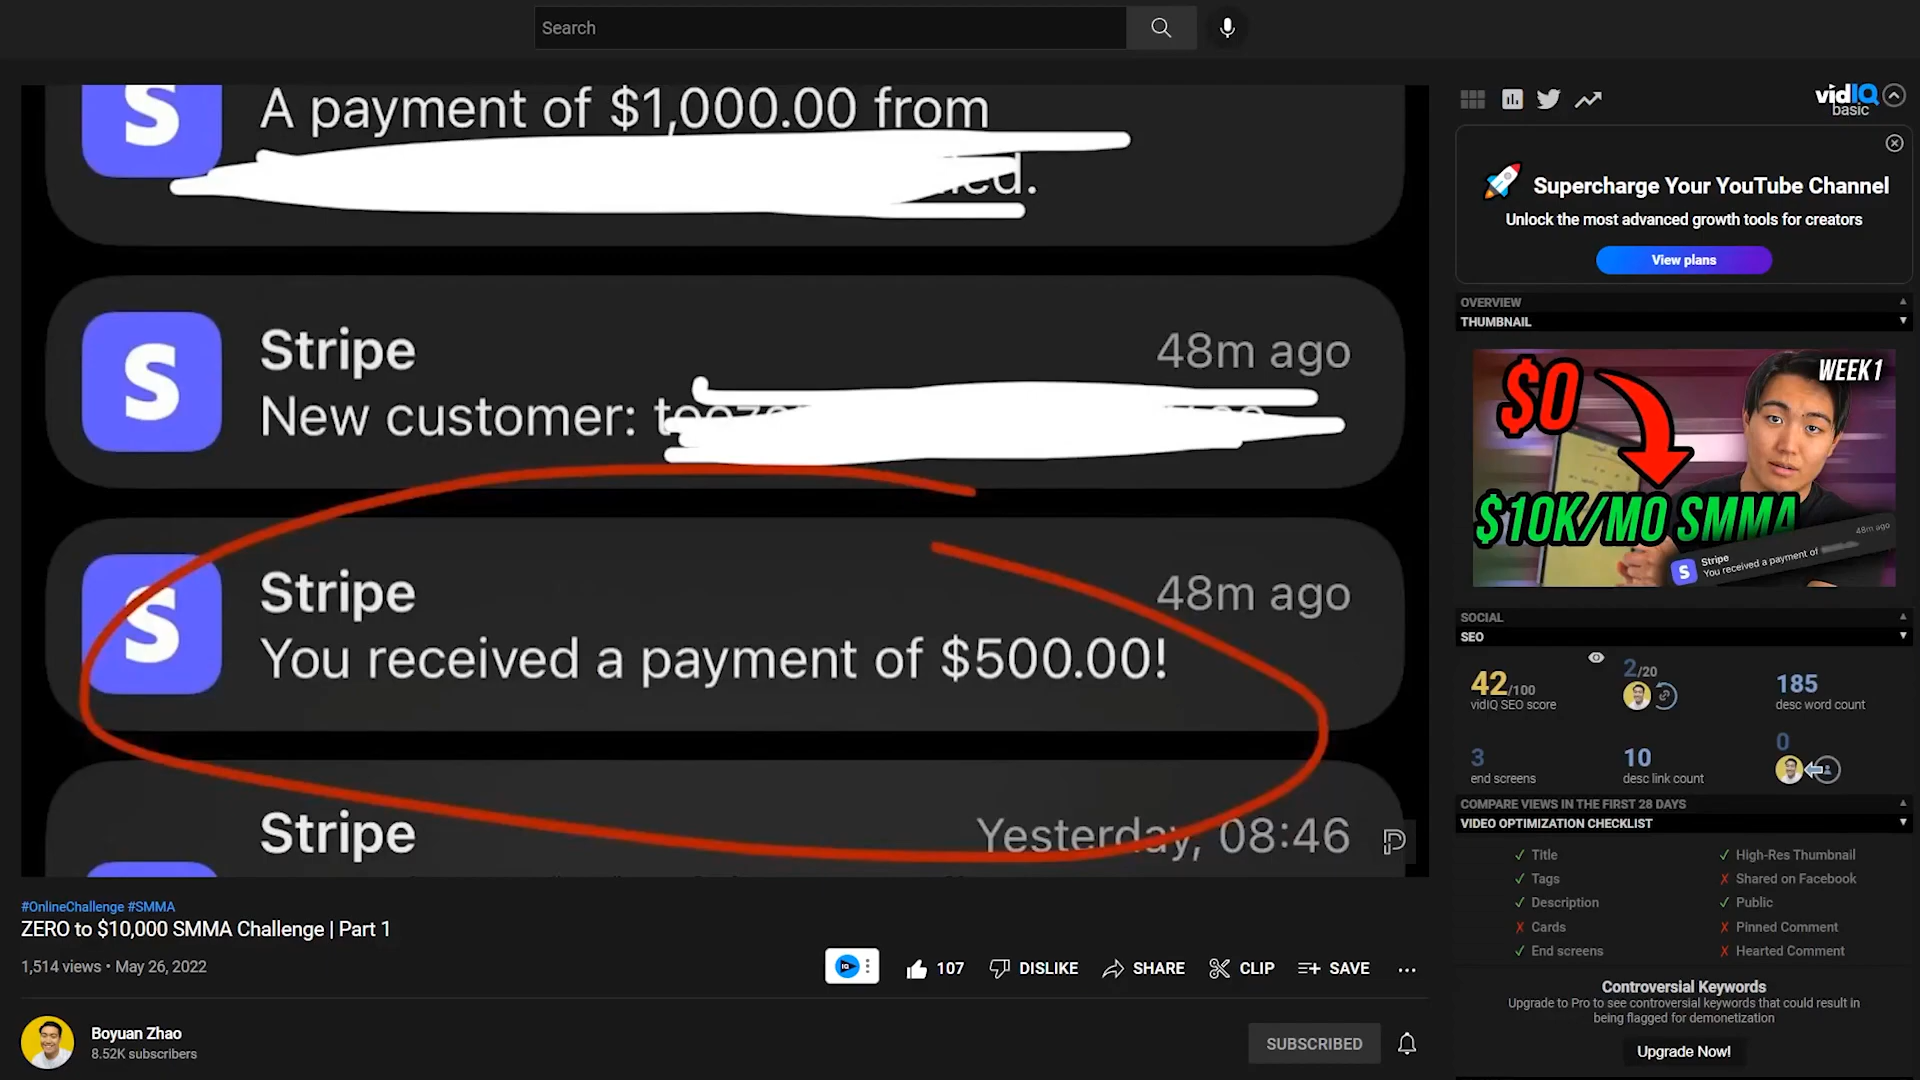 Search
A payment of $1,000.00 from
Stripe
48m ago
New customer:
Stripe
48m ago
You received a payment of $500.00!
Stripe
Yesterday, 08:46
#OnlineChallenge #SMMA
ZERO to $10,000 SMMA Challenge | Part 1
1,514 views • May 26, 2022
107
DISLIKE
SHARE
CLIP
SAVE
Boyuan Zhao
8.52K subscribers
SUBSCRIBED
vidIQ
basic
Supercharge Your YouTube Channel
Unlock the most advanced growth tools for creators
View plans
OVERVIEW
THUMBNAIL
$0
WEEK 1
$10K/MO SMMA
48m ago
Stripe
You received a payment of
SOCIAL
SEO
42/100
vidIQ SEO score
2/20
185
desc word count
3
end screens
10
desc link count
0
COMPARE VIEWS IN THE FIRST 28 DAYS
VIDEO OPTIMIZATION CHECKLIST
✓ Title
✓ High-Res Thumbnail
✓ Tags
✗ Shared on Facebook
✓ Description
✓ Public
✗ Cards
✗ Pinned Comment
✓ End screens
✗ Hearted Comment
Controversial Keywords
Upgrade to Pro to see controversial keywords that could result in
being flagged for demonetization
Upgrade Now!